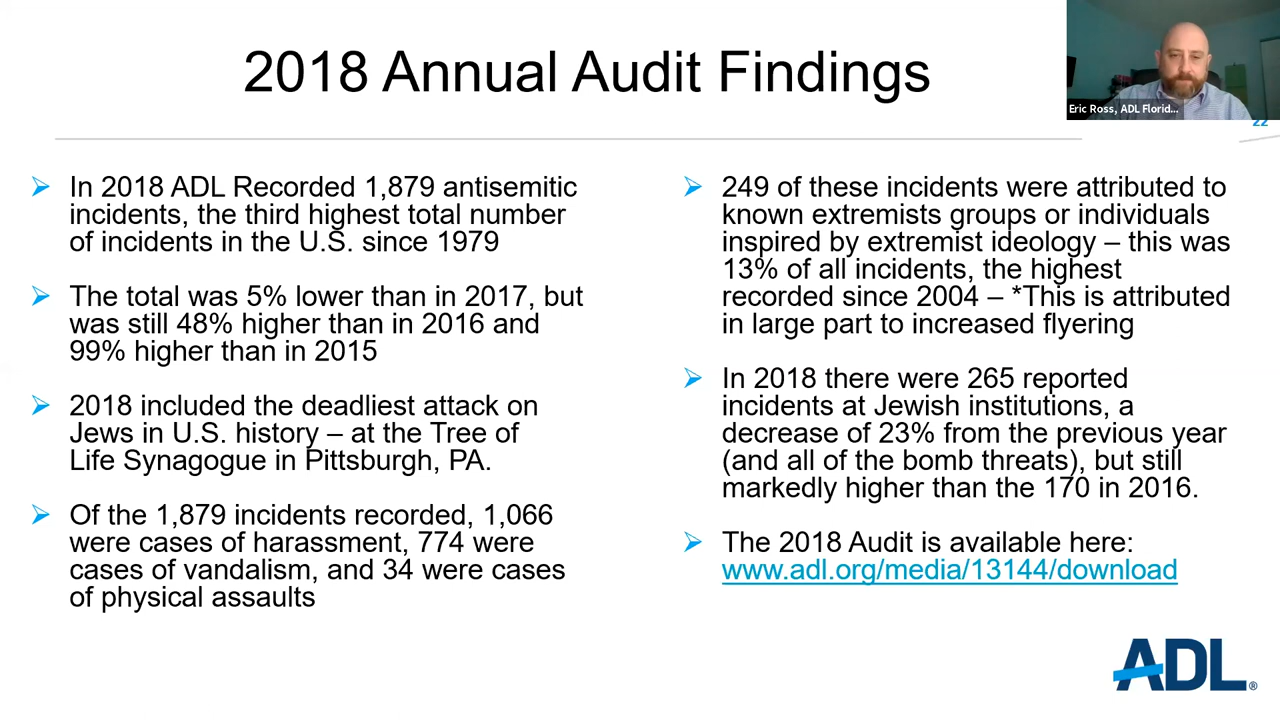 2018 Annual Audit Findings
Eric Ross, ADL Florid...
22
In 2018 ADL Recorded 1,879 antisemitic
incidents, the third highest total number
of incidents in the U.S. since 1979
The total was 5% lower than in 2017, but
was still 48% higher than in 2016 and
99% higher than in 2015
2018 included the deadliest attack on
Jews in U.S. history – at the Tree of
Life Synagogue in Pittsburgh, PA.
Of the 1,879 incidents recorded, 1,066
were cases of harassment, 774 were
cases of vandalism, and 34 were cases
of physical assaults
249 of these incidents were attributed to
known extremists groups or individuals
inspired by extremist ideology – this was
13% of all incidents, the highest
recorded since 2004 – *This is attributed
in large part to increased flyering
In 2018 there were 265 reported
incidents at Jewish institutions, a
decrease of 23% from the previous year
(and all of the bomb threats), but still
markedly higher than the 170 in 2016.
The 2018 Audit is available here:
www.adl.org/media/13144/download
ADL®